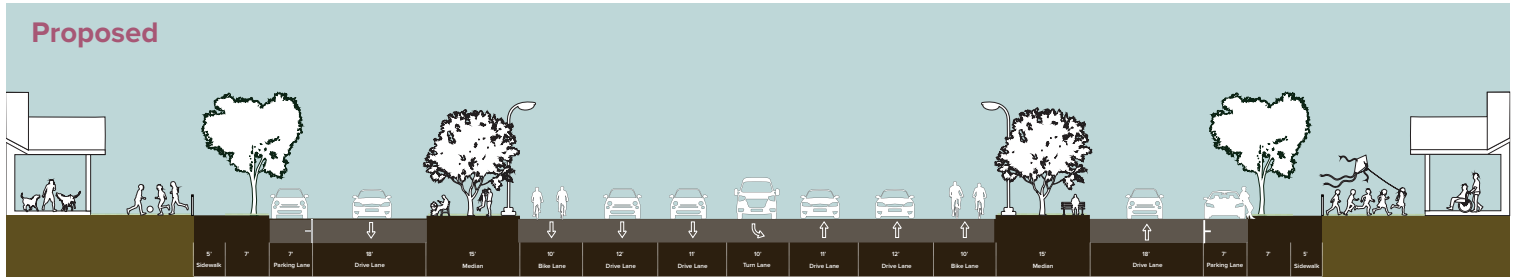 Proposed
5'
Sidewalk
7'
7'
Parking Lane
18'
Drive Lane
15'
Median
10'
Bike Lane
12'
Drive Lane
11'
Drive Lane
10'
Turn Lane
11'
Drive Lane
12'
Drive Lane
10'
Bike Lane
15'
Median
18'
Drive Lane
7'
Parking Lane
7'
5'
Sidewalk